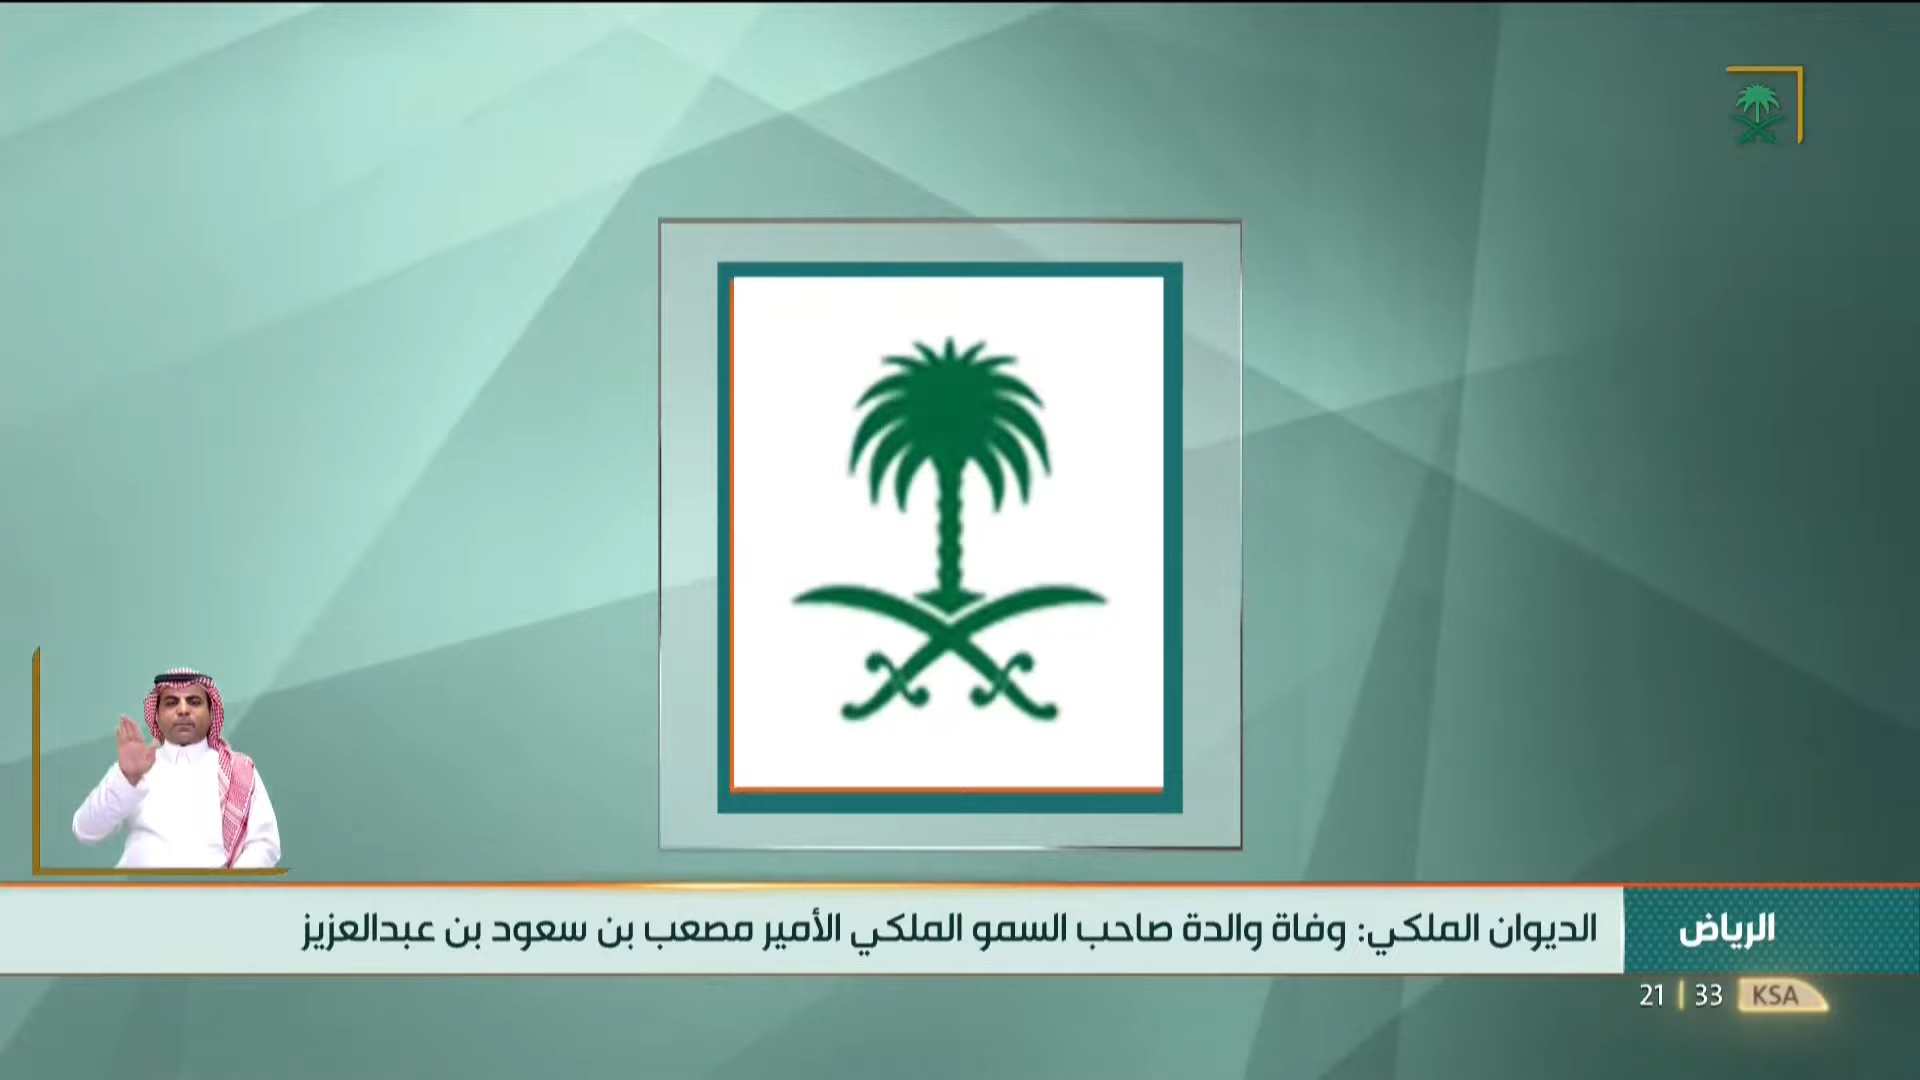 الرياض
الديوان الملكي: وفاة والدة صاحب السمو الملكي الأمير مصعب بن سعود بن عبدالعزيز
21 | 33 KSA